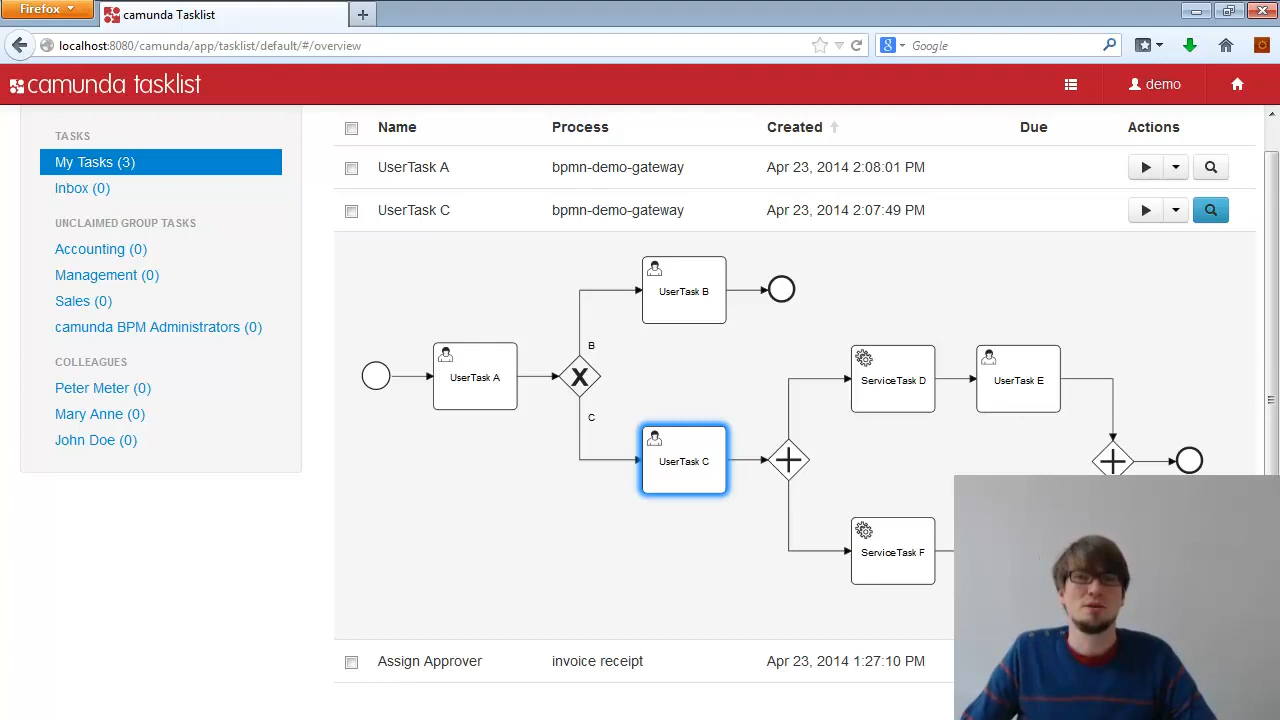 Firefox
camunda Tasklist
localhost:8080/camunda/app/tasklist/default/#/overview
Google
camunda tasklist
demo
TASKS
My Tasks (3)
Inbox (0)
UNCLAIMED GROUP TASKS
Accounting (0)
Management (0)
Sales (0)
camunda BPM Administrators (0)
COLLEAGUES
Peter Meter (0)
Mary Anne (0)
John Doe (0)
Name Process Created Due Actions
UserTask A bpmn-demo-gateway Apr 23, 2014 2:08:01 PM
UserTask C bpmn-demo-gateway Apr 23, 2014 2:07:49 PM
UserTask B
B
UserTask A
X
ServiceTask D
UserTask E
C
UserTask C
ServiceTask F
Assign Approver invoice receipt Apr 23, 2014 1:27:10 PM